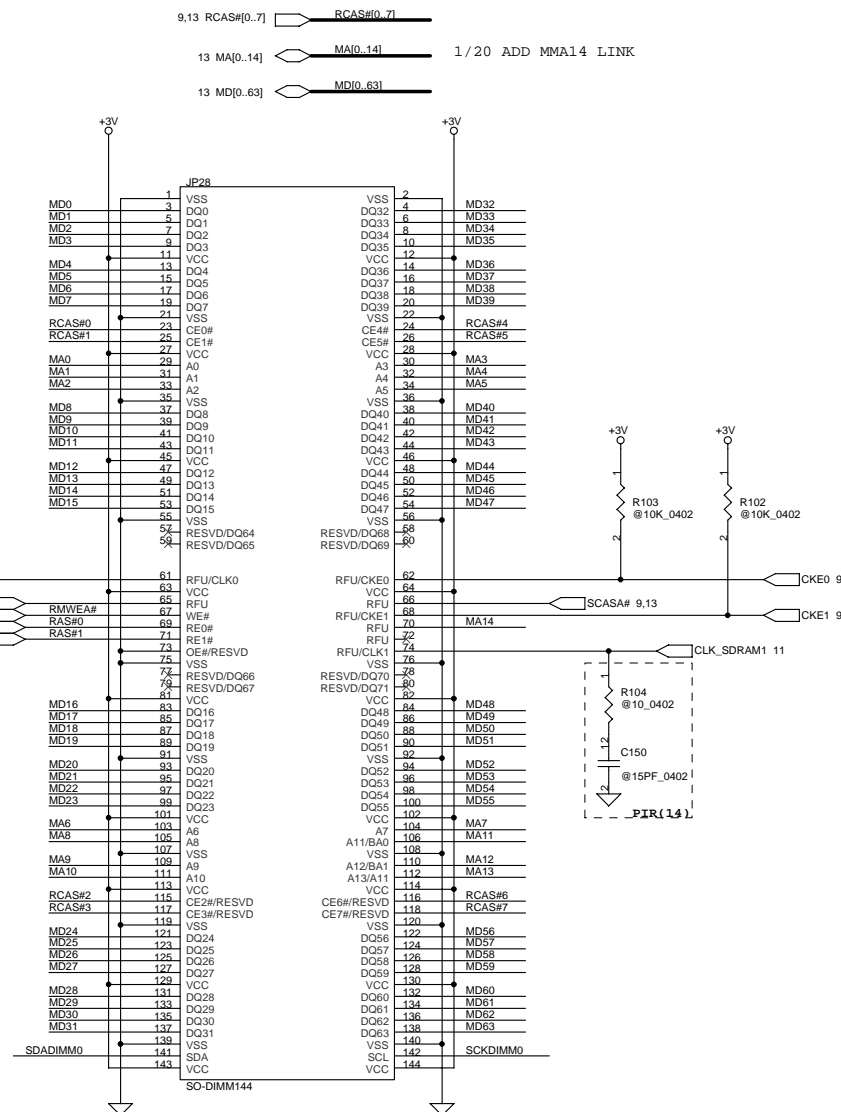 9,13 RCAS#[0..7] RCAS#[0..7]
13 MA[0..14] MA[0..14] 1/20 ADD MMA14 LINK
13 MD[0..63] MD[0..63]
+3V +3V
JP28
1 VSS VSS 2
MD0 3 DQ0 DQ32 4 MD32
MD1 5 DQ1 DQ33 6 MD33
MD2 7 DQ2 DQ34 8 MD34
MD3 9 DQ3 DQ35 10 MD35
11 VCC VCC 12
MD4 13 DQ4 DQ36 14 MD36
MD5 15 DQ5 DQ37 16 MD37
MD6 17 DQ6 DQ38 18 MD38
MD7 19 DQ7 DQ39 20 MD39
21 VSS VSS 22
RCAS#0 23 CE0# CE4# 24 RCAS#4
RCAS#1 25 CE1# CE5# 26 RCAS#5
27 VCC VCC 28
MA0 29 A0 A3 30 MA3
MA1 31 A1 A4 32 MA4
MA2 33 A2 A5 34 MA5
35 VSS VSS 36
MD8 37 DQ8 DQ40 38 MD40
MD9 39 DQ9 DQ41 40 MD41
MD10 41 DQ10 DQ42 42 MD42
MD11 43 DQ11 DQ43 44 MD43
45 VCC VCC 46
MD12 47 DQ12 DQ44 48 MD44
MD13 49 DQ13 DQ45 50 MD45
MD14 51 DQ14 DQ46 52 MD46
MD15 53 DQ15 DQ47 54 MD47
55 VSS VSS 56
57 RESVD/DQ64 RESVD/DQ68 58
59 RESVD/DQ65 RESVD/DQ69 60
+3V +3V
1 1
R103 R102
@10K_0402 @10K_0402
2 2
61 RFU/CLK0 RFU/CKE0 62 CKE0 9
63 VCC VCC 64
65 RFU RFU 66 SCASA# 9,13
RMWEA# 67 WE# RFU/CKE1 68 CKE1 9
RAS#0 69 RE0# RFU 70 MA14
RAS#1 71 RE1# RFU 72
73 OE#/RESVD RFU/CLK1 74 CLK_SDRAM1 11
75 VSS VSS 76
77 RESVD/DQ66 RESVD/DQ70 78
79 RESVD/DQ67 RESVD/DQ71 80
81 VCC VCC 82
MD16 83 DQ16 DQ48 84 MD48
MD17 85 DQ17 DQ49 86 MD49
MD18 87 DQ18 DQ50 88 MD50
MD19 89 DQ19 DQ51 90 MD51
91 VSS VSS 92
MD20 93 DQ20 DQ52 94 MD52
MD21 95 DQ21 DQ53 96 MD53
MD22 97 DQ22 DQ54 98 MD54
MD23 99 DQ23 DQ55 100 MD55
1
R104
@10_0402
12
C150
@15PF_0402
2
PIR(14)
101 VCC VCC 102
MA6 103 A6 A7 104 MA7
MA8 105 A8 A11/BA0 106 MA11
107 VSS VSS 108
MA9 109 A9 A12/BA1 110 MA12
MA10 111 A10 A13/A11 112 MA13
113 VCC VCC 114
RCAS#2 115 CE2#/RESVD CE6#/RESVD 116 RCAS#6
RCAS#3 117 CE3#/RESVD CE7#/RESVD 118 RCAS#7
119 VSS VSS 120
MD24 121 DQ24 DQ56 122 MD56
MD25 123 DQ25 DQ57 124 MD57
MD26 125 DQ26 DQ58 126 MD58
MD27 127 DQ27 DQ59 128 MD59
129 VCC VCC 130
MD28 131 DQ28 DQ60 132 MD60
MD29 133 DQ29 DQ61 134 MD61
MD30 135 DQ30 DQ62 136 MD62
MD31 137 DQ31 DQ63 138 MD63
139 VSS VSS 140
SDADIMM0 141 SDA SCL 142 SCKDIMM0
143 VCC VCC 144
SO-DIMM144